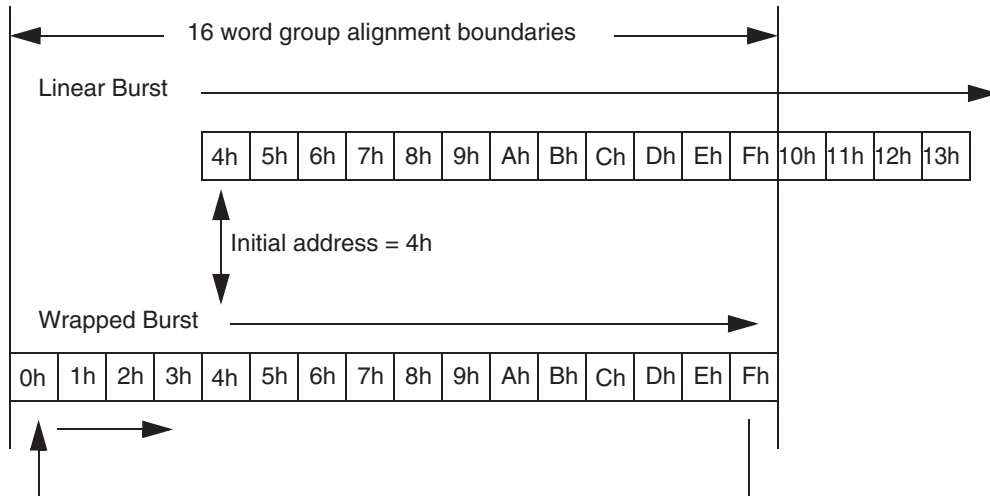 16 word group alignment boundaries
Linear Burst
4h 5h 6h 7h 8h 9h Ah Bh Ch Dh Eh Fh 10h 11h 12h 13h
Initial address = 4h
Wrapped Burst
0h 1h 2h 3h 4h 5h 6h 7h 8h 9h Ah Bh Ch Dh Eh Fh